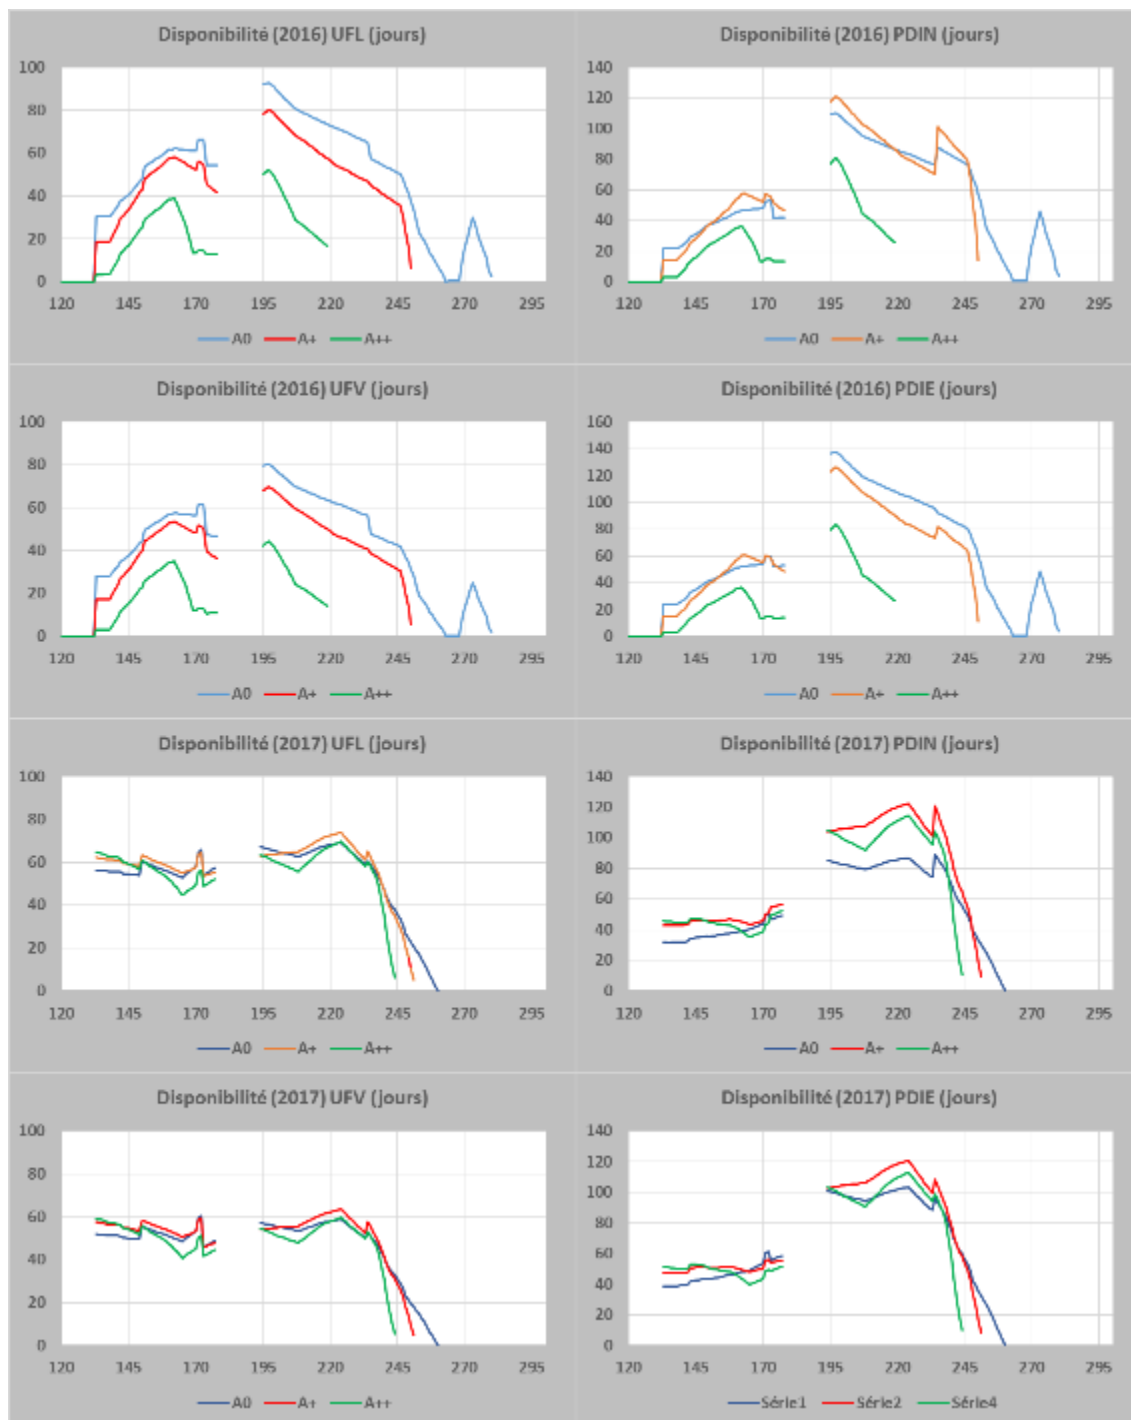 Disponibilité (2016) UFL (jours)
100
80
60
40
20
0
120 145 170 195 220 245 270 295
A0 A+ A++
Disponibilité (2016) PDIN (jours)
140
120
100
80
60
40
20
0
120 145 170 195 220 245 270 295
A0 A+ A++
Disponibilité (2016) UFV (jours)
100
80
60
40
20
0
120 145 170 195 220 245 270 295
A0 A+ A++
Disponibilité (2016) PDIE (jours)
160
140
120
100
80
60
40
20
0
120 145 170 195 220 245 270 295
A0 A+ A++
Disponibilité (2017) UFL (jours)
100
80
60
40
20
0
120 145 170 195 220 245 270 295
A0 A+ A++
Disponibilité (2017) PDIN (jours)
140
120
100
80
60
40
20
0
120 145 170 195 220 245 270 295
A0 A+ A++
Disponibilité (2017) UFV (jours)
100
80
60
40
20
0
120 145 170 195 220 245 270 295
A0 A+ A++
Disponibilité (2017) PDIE (jours)
140
120
100
80
60
40
20
0
120 145 170 195 220 245 270 295
Série1 Série2 Série4